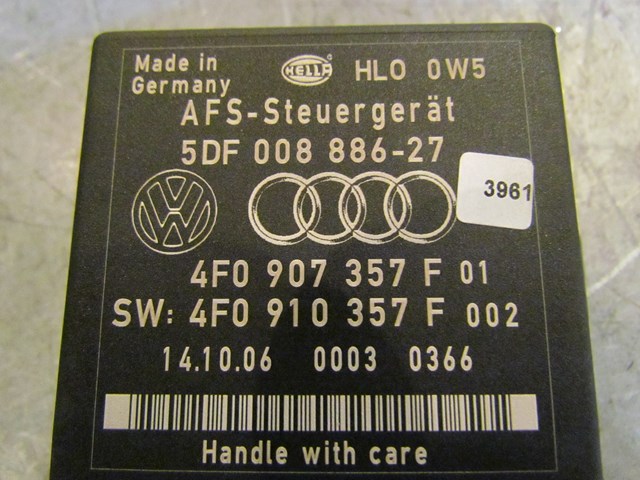 Made in
Germany
HELLA
HLO 0W5
AFS-Steuergerät
5DF 008 886-27
3961
4F0 907 357 F 01
SW: 4F0 910 357 F 002
14.10.06 0003 0366
Handle with care